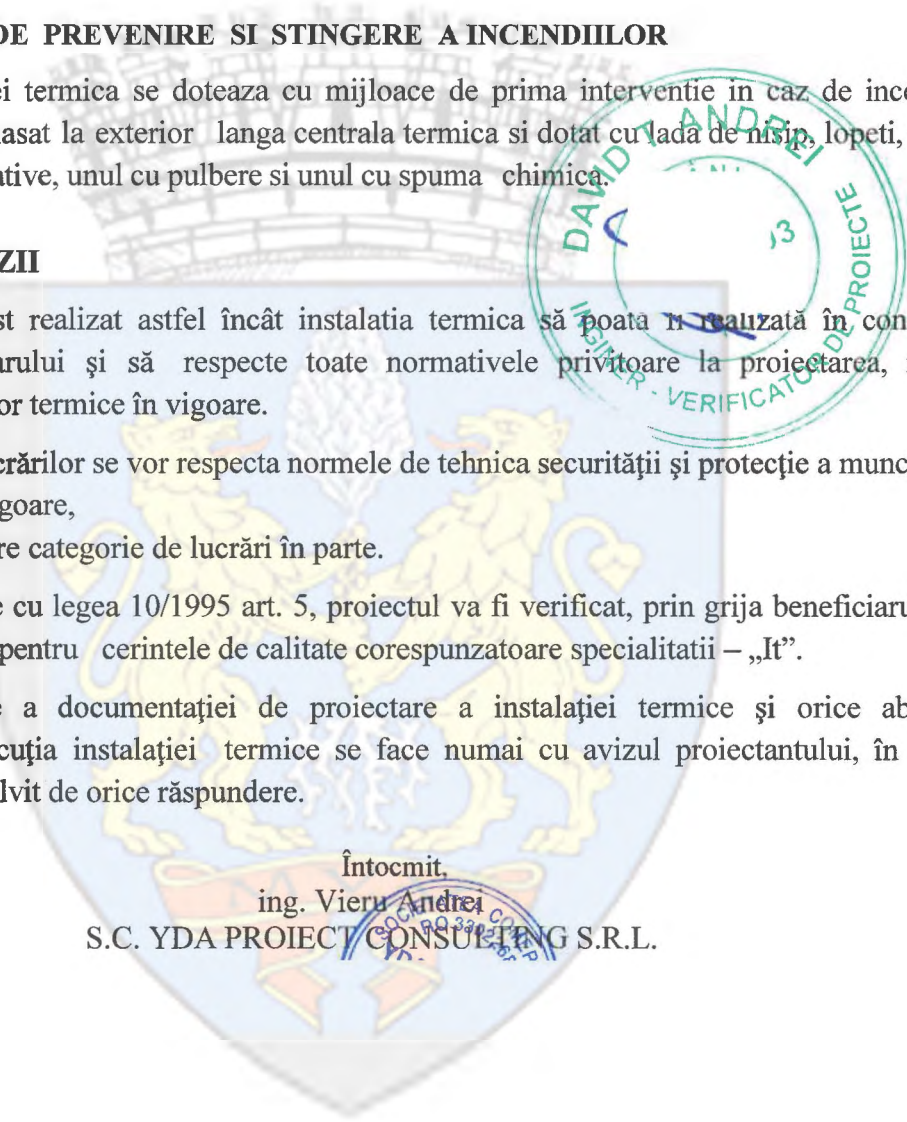 DE PREVENIRE SI STINGERE A INCENDIILOR
ei termica se doteaza cu mijloace de prima interventie in caz de ince
lasat la exterior langa centrala termica si dotat cu lada de nisip, lopeti,
ative, unul cu pulbere si unul cu spuma chimica.
DAVID T. ANDREI
INGINER - VERIFICATOR DE PROIECTE
ZII
st realizat astfel încât instalatia termica să poata realizată în con
arului şi să respecte toate normativele privitoare la proiectarea,
or termice în vigoare.
crărilor se vor respecta normele de tehnica securităţii şi protecţie a munc
goare,
re categorie de lucrări în parte.
e cu legea 10/1995 art. 5, proiectul va fi verificat, prin grija beneficiaru
pentru cerintele de calitate corespunzatoare specialitatii – „It”.
e a documentaţiei de proiectare a instalaţiei termice şi orice ab
cuţia instalaţiei termice se face numai cu avizul proiectantului, în
lvit de orice răspundere.
Întocmit,
ing. Vieru Andrei
S.C. YDA PROIECT CONSULTING S.R.L.
SOCIETATEA COMER